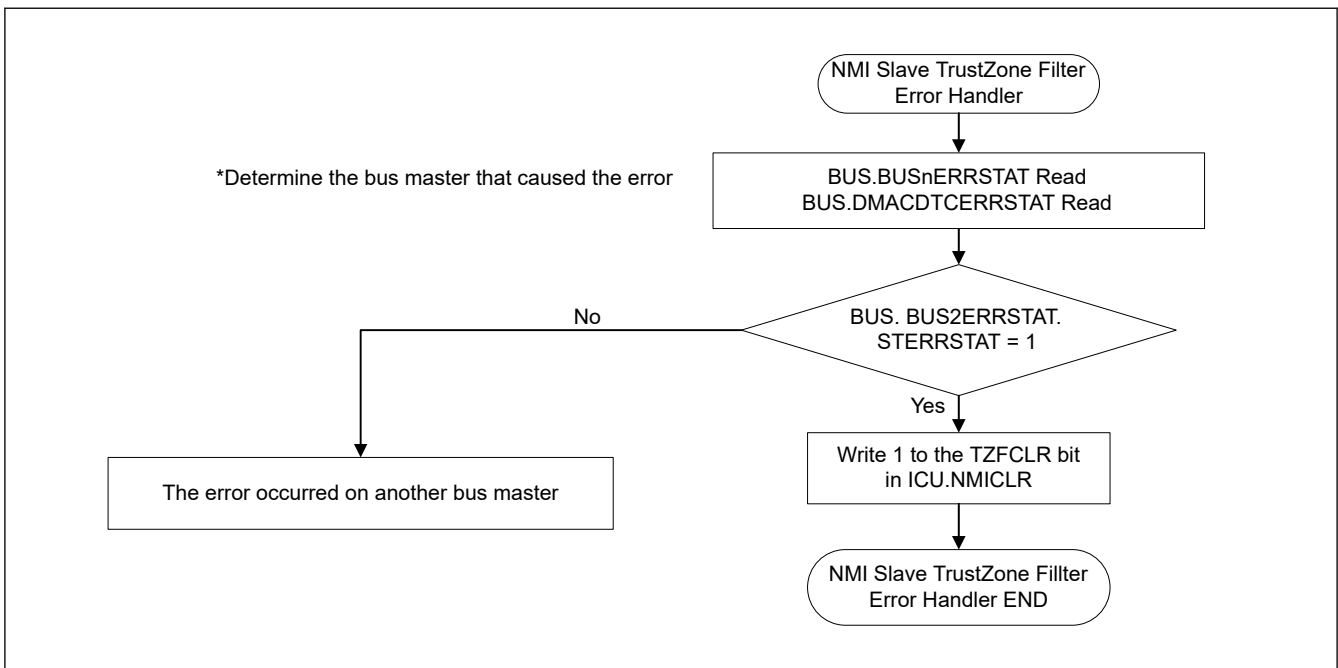 NMI Slave TrustZone Filter
Error Handler
*Determine the bus master that caused the error
BUS.BUSnERRSTAT Read
BUS.DMACDTCERRSTAT Read
No
BUS. BUS2ERRSTAT.
STERRSTAT = 1
Yes
Write 1 to the TZFCLR bit
in ICU.NMICLR
The error occurred on another bus master
NMI Slave TrustZone Fillter
Error Handler END